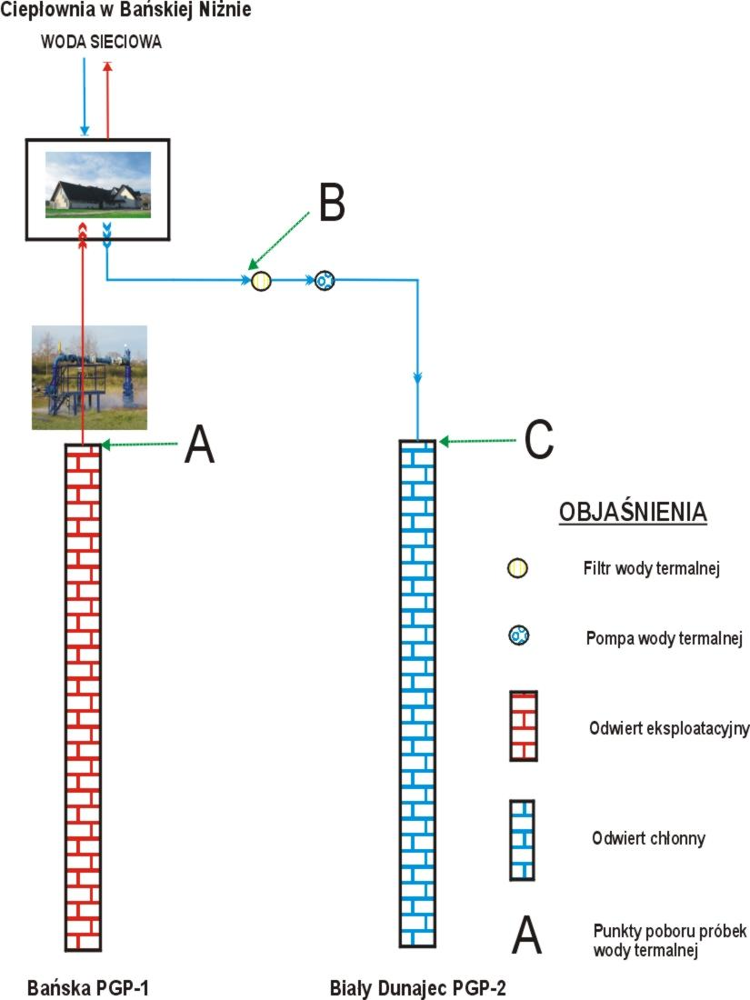 Ciepłownia w Bańskiej Niżnie
WODA SIECIOWA
B
A
C
OBJAŚNIENIA
Filtr wody termalnej
Pompa wody termalnej
Odwiert eksploatacyjny
Odwiert chłonny
A
Punkty poboru próbek
wody termalnej
Bańska PGP-1
Biały Dunajec PGP-2